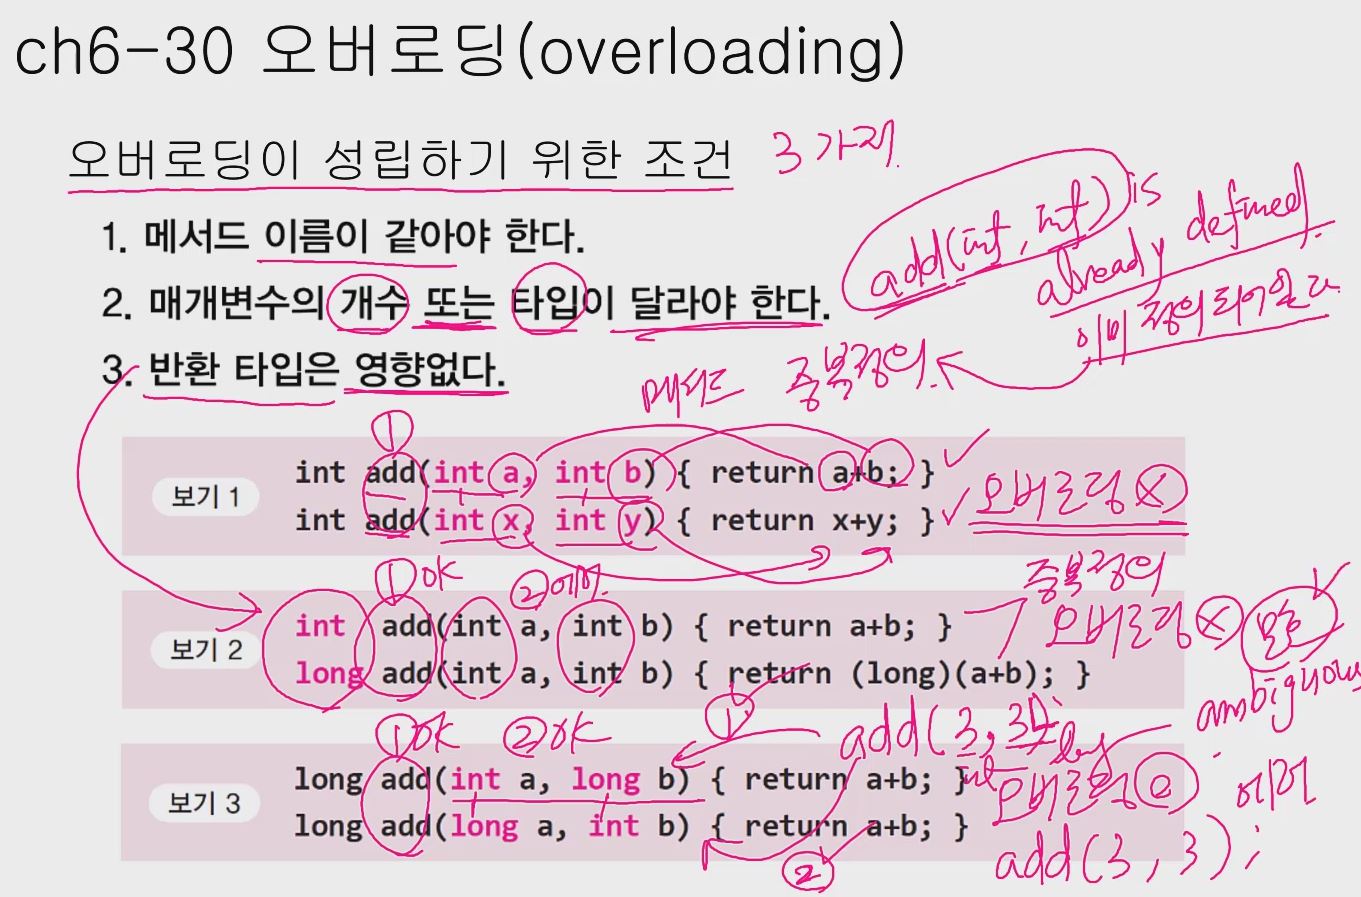 ch6-30 오버로딩(overloading)
오버로딩이 성립하기 위한 조건 3가지.
1. 메서드 이름이 같아야 한다.
2. 매개변수의 개수 또는 타입이 달라야 한다.
3. 반환 타입은 영향없다.
add(int, int) is
already defined.
이미 정의되어있다
메서드 중복정의.
①
보기 1
int add(int a, int b) { return a+b; }
int add(int x, int y) { return x+y; }
오버로딩 ⓧ
중복정의
①OK ②에러.
보기 2
int add(int a, int b) { return a+b; }
long add(int a, int b) { return (long)(a+b); }
오버로딩 ⓧ
ambiguous
①OK ②OK
①
add(3, 3L);
int long
보기 3
long add(int a, long b) { return a+b; }
long add(long a, int b) { return a+b; }
오버로딩 ⓞ 에러
②
add(3, 3);